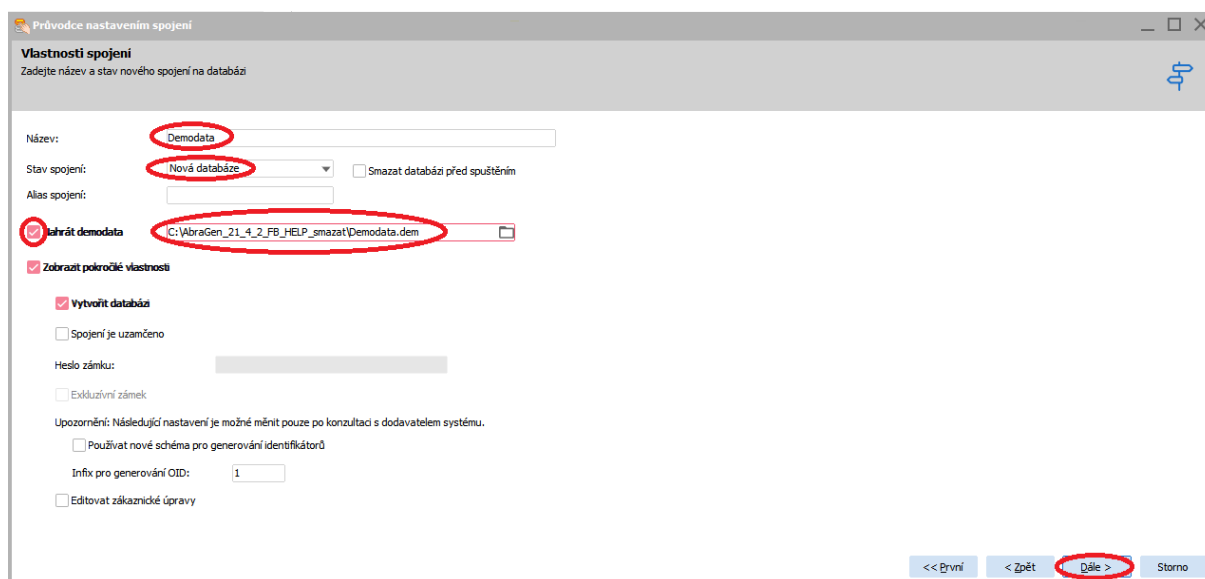 Průvodce nastavením spojení
Vlastnosti spojení
Zadejte název a stav nového spojení na databázi
Název: Demodata
Stav spojení: Nová databáze Smazat databázi před spuštěním
Alias spojení:
Nahrát demodata C:\AbraGen_21_4_2_FB_HELP_smazat\Demodata.dem
Zobrazit pokročilé vlastnosti
Vytvořit databázi
Spojení je uzamčeno
Heslo zámku:
Exkluzívní zámek
Upozornění: Následující nastavení je možné měnit pouze po konzultaci s dodavatelem systému.
Používat nové schéma pro generování identifikátorů
Infix pro generování OID: 1
Editovat zákaznické úpravy
<< První < Zpět Dále > Storno